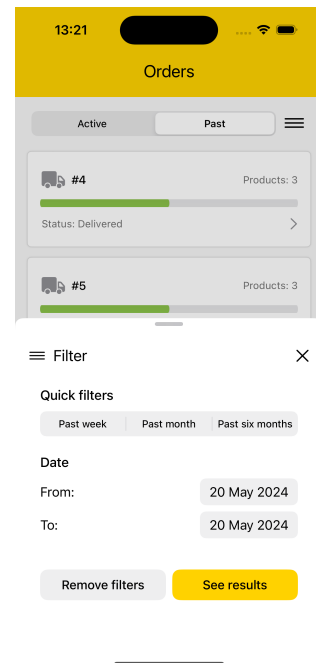 13:21
Orders
Active Past
#4 Products: 3
Status: Delivered
#5 Products: 3
Filter
Quick filters
Past week Past month Past six months
Date
From: 20 May 2024
To: 20 May 2024
Remove filters See results